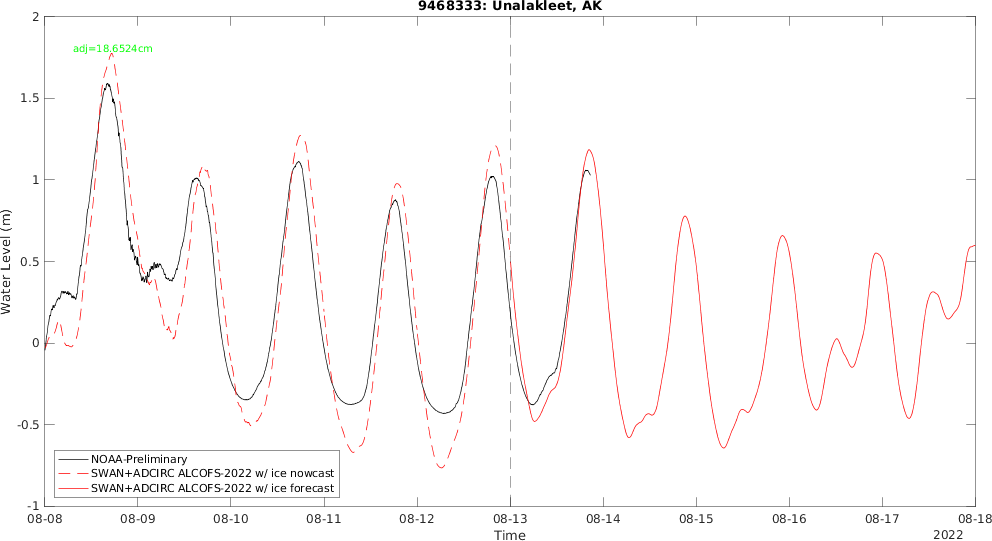 9468333: Unalakleet, AK
2
adj=18.6524cm
1.5
1
0.5
0
-0.5
-1
Water Level (m)
NOAA-Preliminary
SWAN+ADCIRC ALCOFS-2022 w/ ice nowcast
SWAN+ADCIRC ALCOFS-2022 w/ ice forecast
08-08 08-09 08-10 08-11 08-12 08-13 08-14 08-15 08-16 08-17 08-18
Time
2022